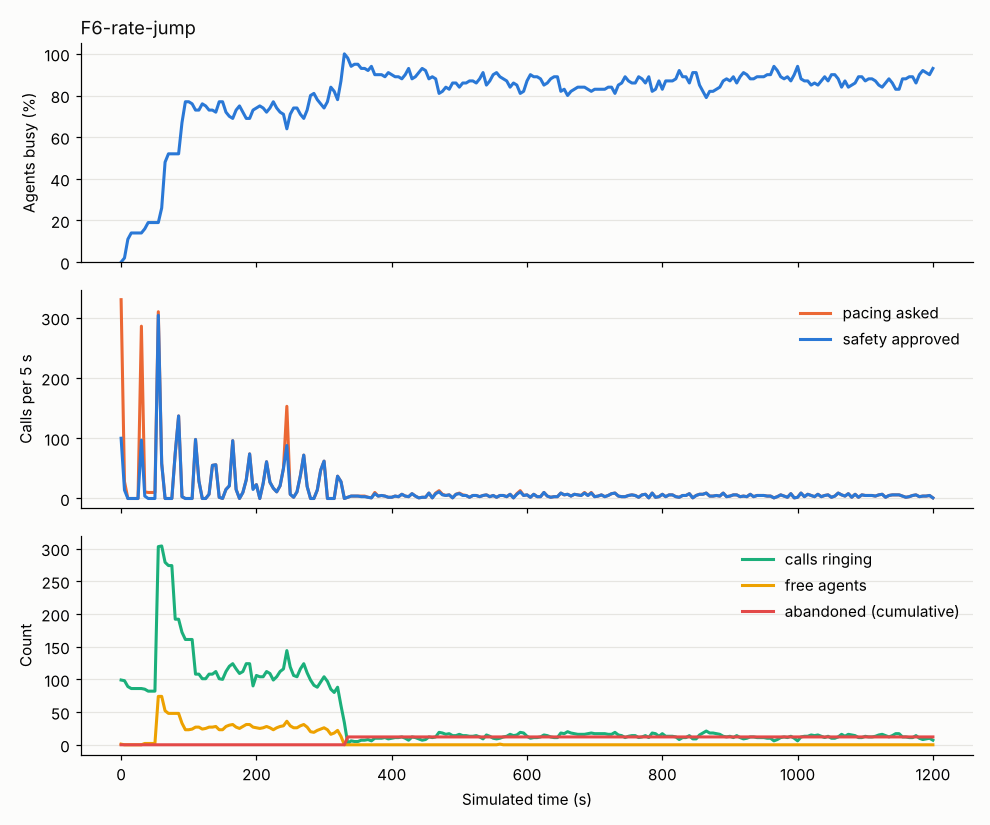 F6-rate-jump
Agents busy (%)
100
80
60
40
20
0
Calls per 5 s
300
200
100
0
pacing asked
safety approved
Count
300
250
200
150
100
50
0
calls ringing
free agents
abandoned (cumulative)
0 200 400 600 800 1000 1200
Simulated time (s)